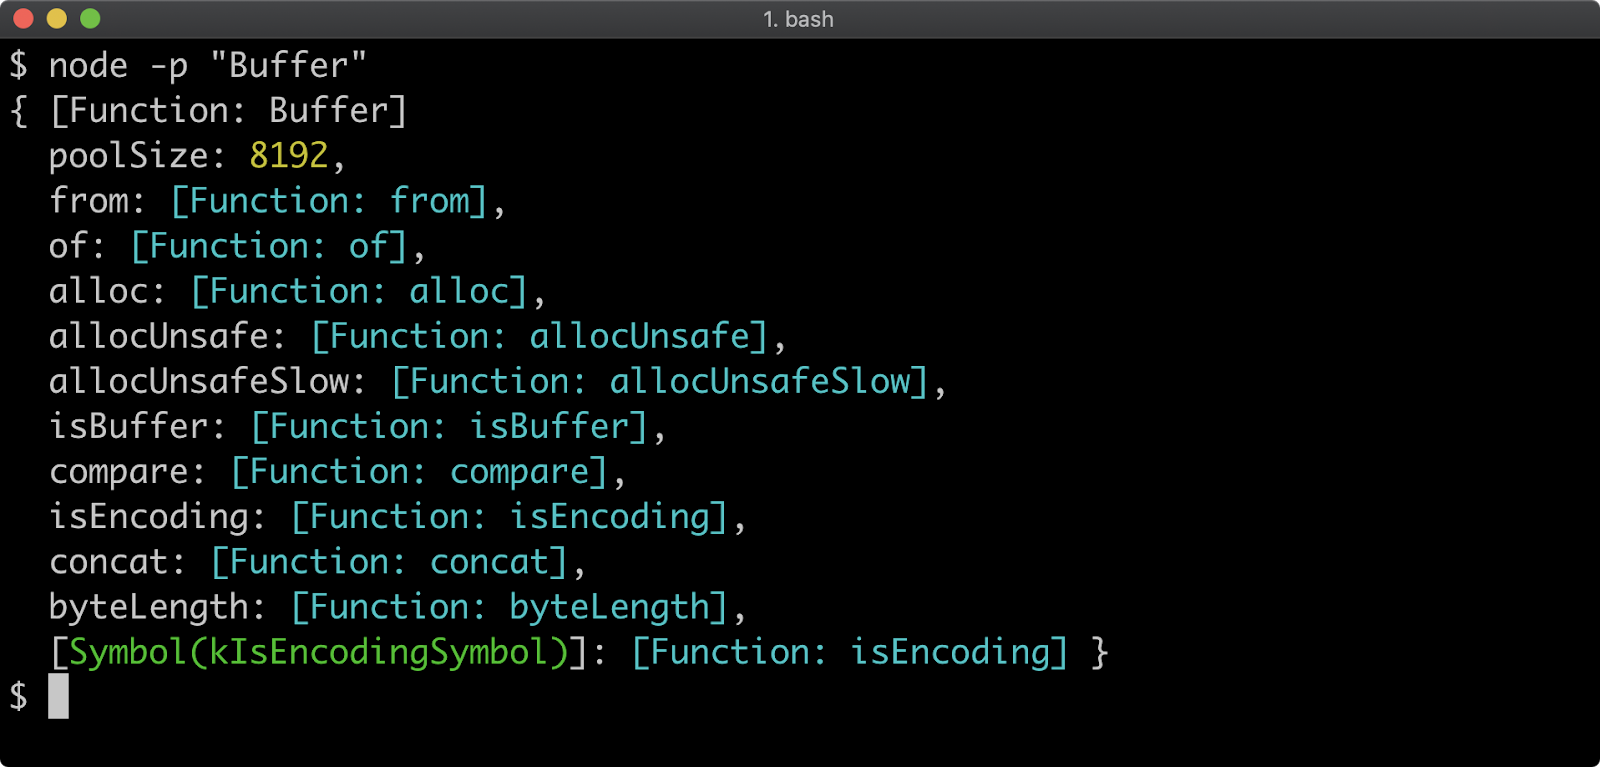 1. bash
$ node -p "Buffer"
{ [Function: Buffer]
  poolSize: 8192,
  from: [Function: from],
  of: [Function: of],
  alloc: [Function: alloc],
  allocUnsafe: [Function: allocUnsafe],
  allocUnsafeSlow: [Function: allocUnsafeSlow],
  isBuffer: [Function: isBuffer],
  compare: [Function: compare],
  isEncoding: [Function: isEncoding],
  concat: [Function: concat],
  byteLength: [Function: byteLength],
  [Symbol(kIsEncodingSymbol)]: [Function: isEncoding] }
$